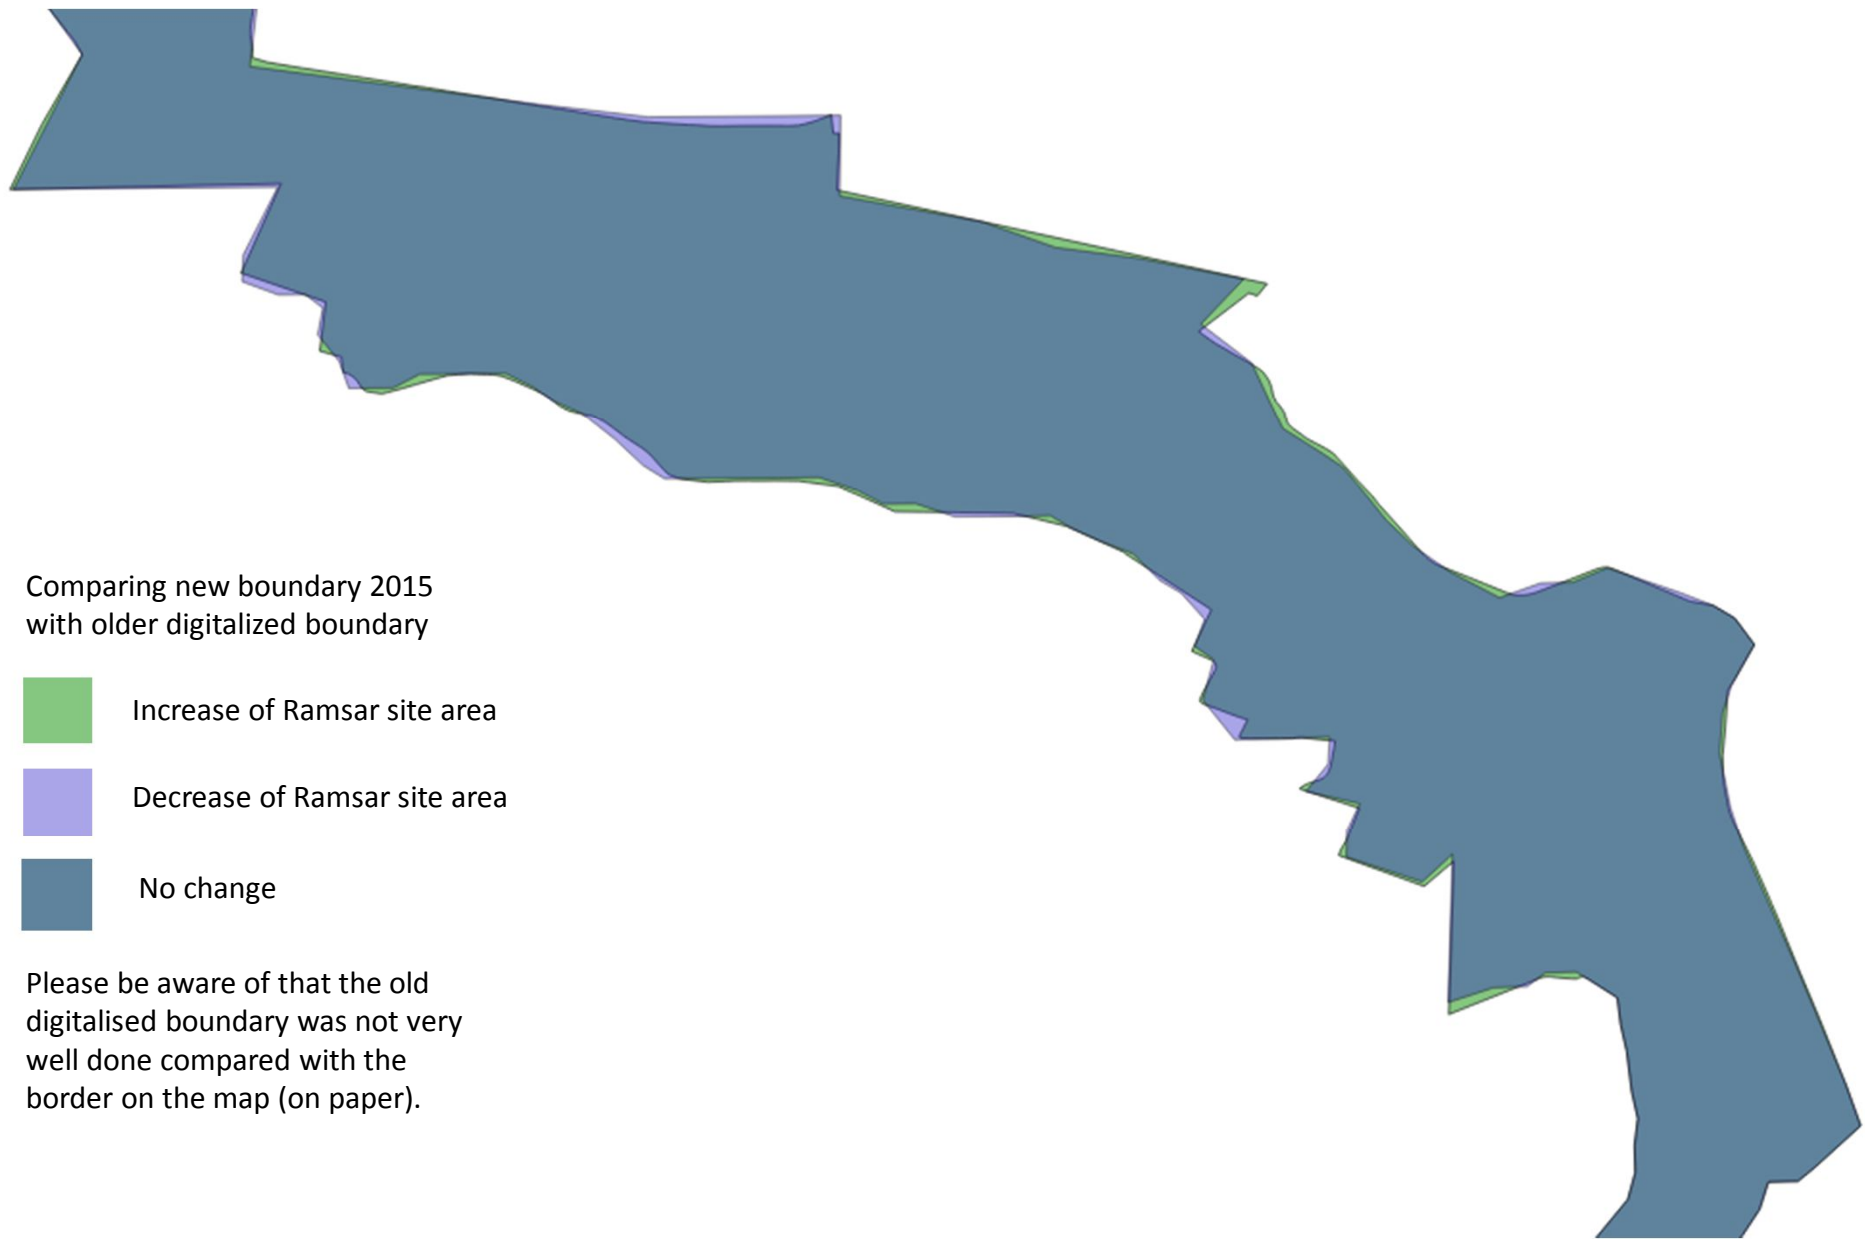 Comparing new boundary 2015
with older digitalized boundary
Increase of Ramsar site area
Decrease of Ramsar site area
No change
Please be aware of that the old
digitalised boundary was not very
well done compared with the
border on the map (on paper).